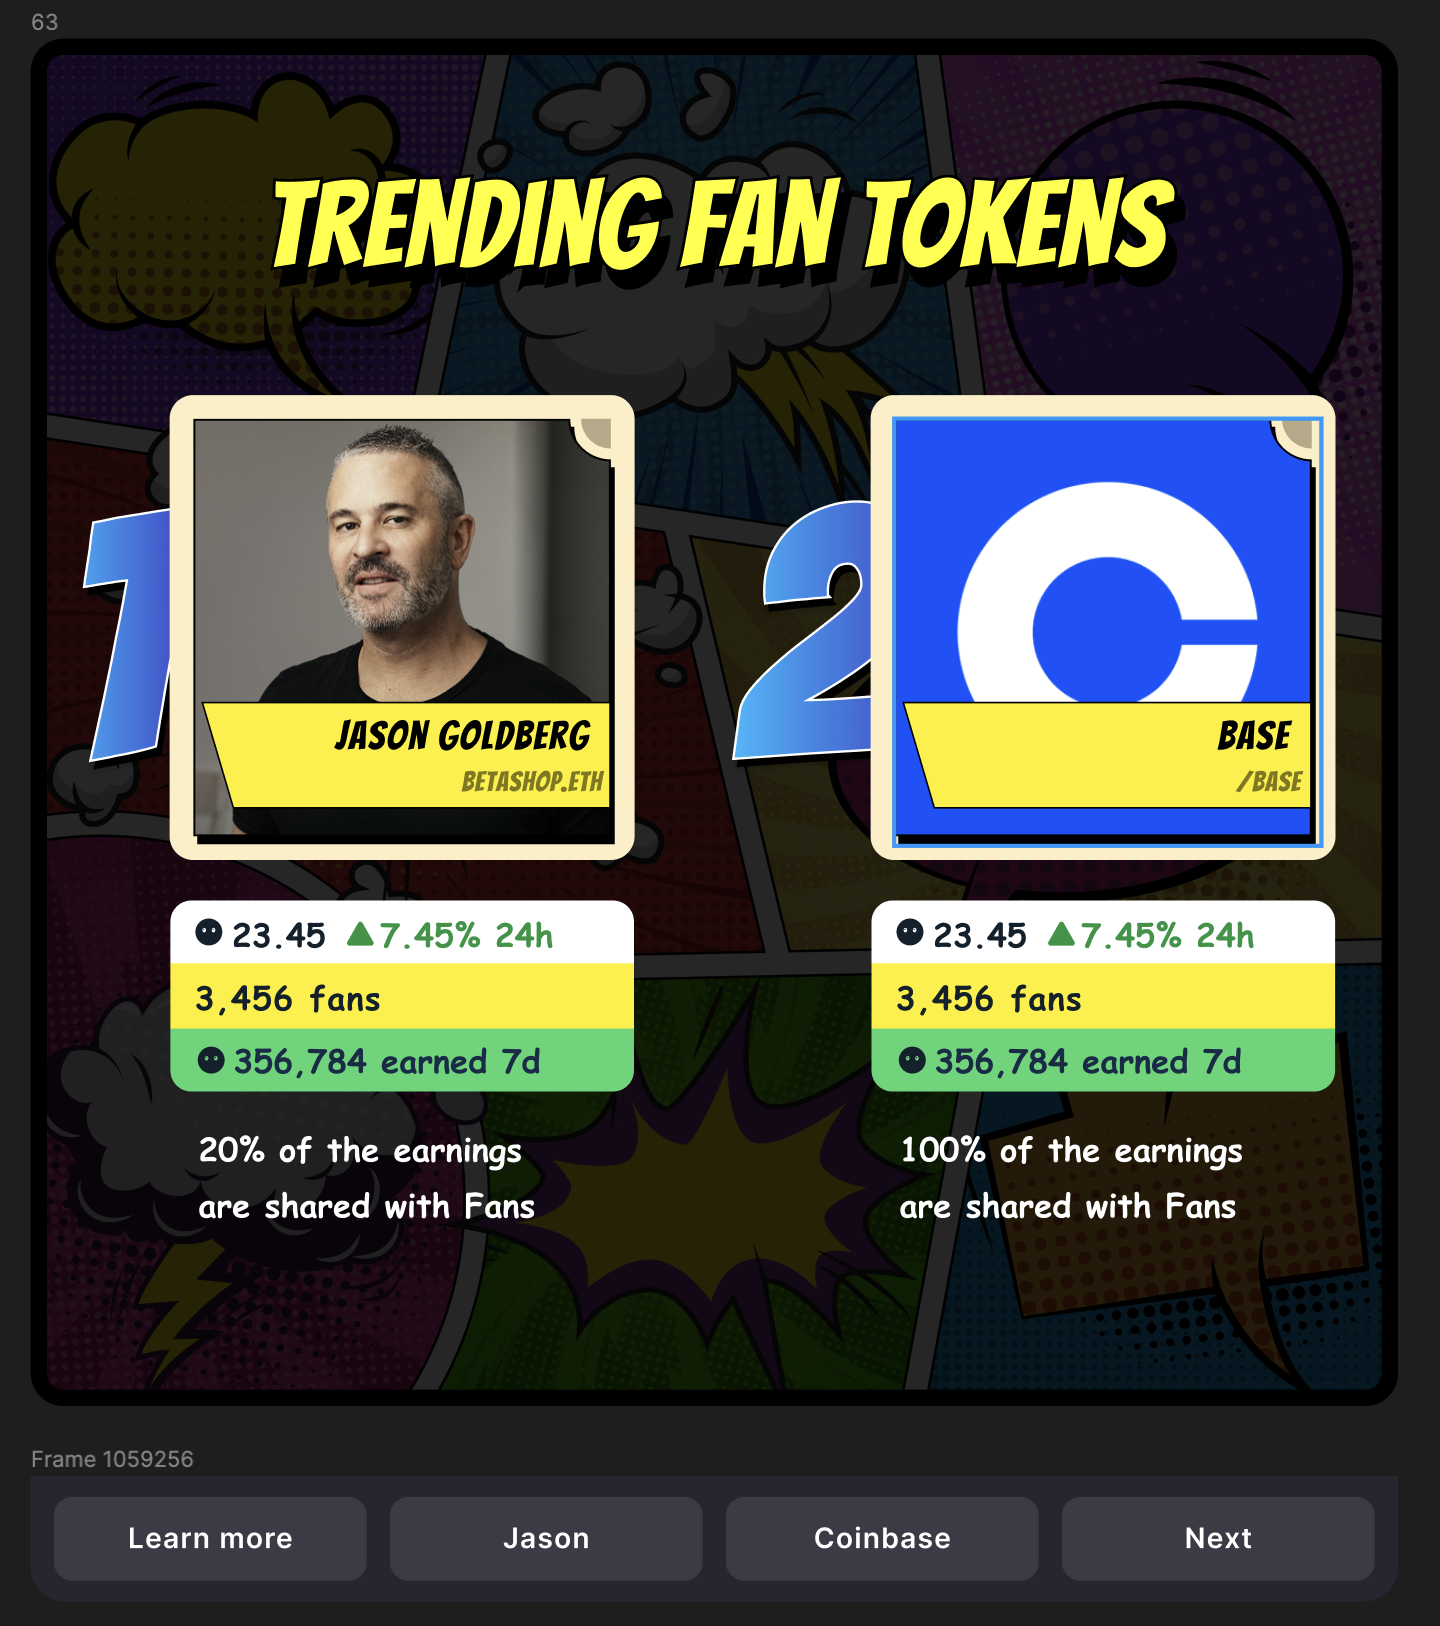 63
TRENDING FAN TOKENS
1
JASON GOLDBERG
BETASHOP.ETH
23.45 ▲7.45% 24h
3,456 fans
356,784 earned 7d
20% of the earnings
are shared with Fans
2
BASE
/BASE
23.45 ▲7.45% 24h
3,456 fans
356,784 earned 7d
100% of the earnings
are shared with Fans
Frame 1059256
Learn more
Jason
Coinbase
Next